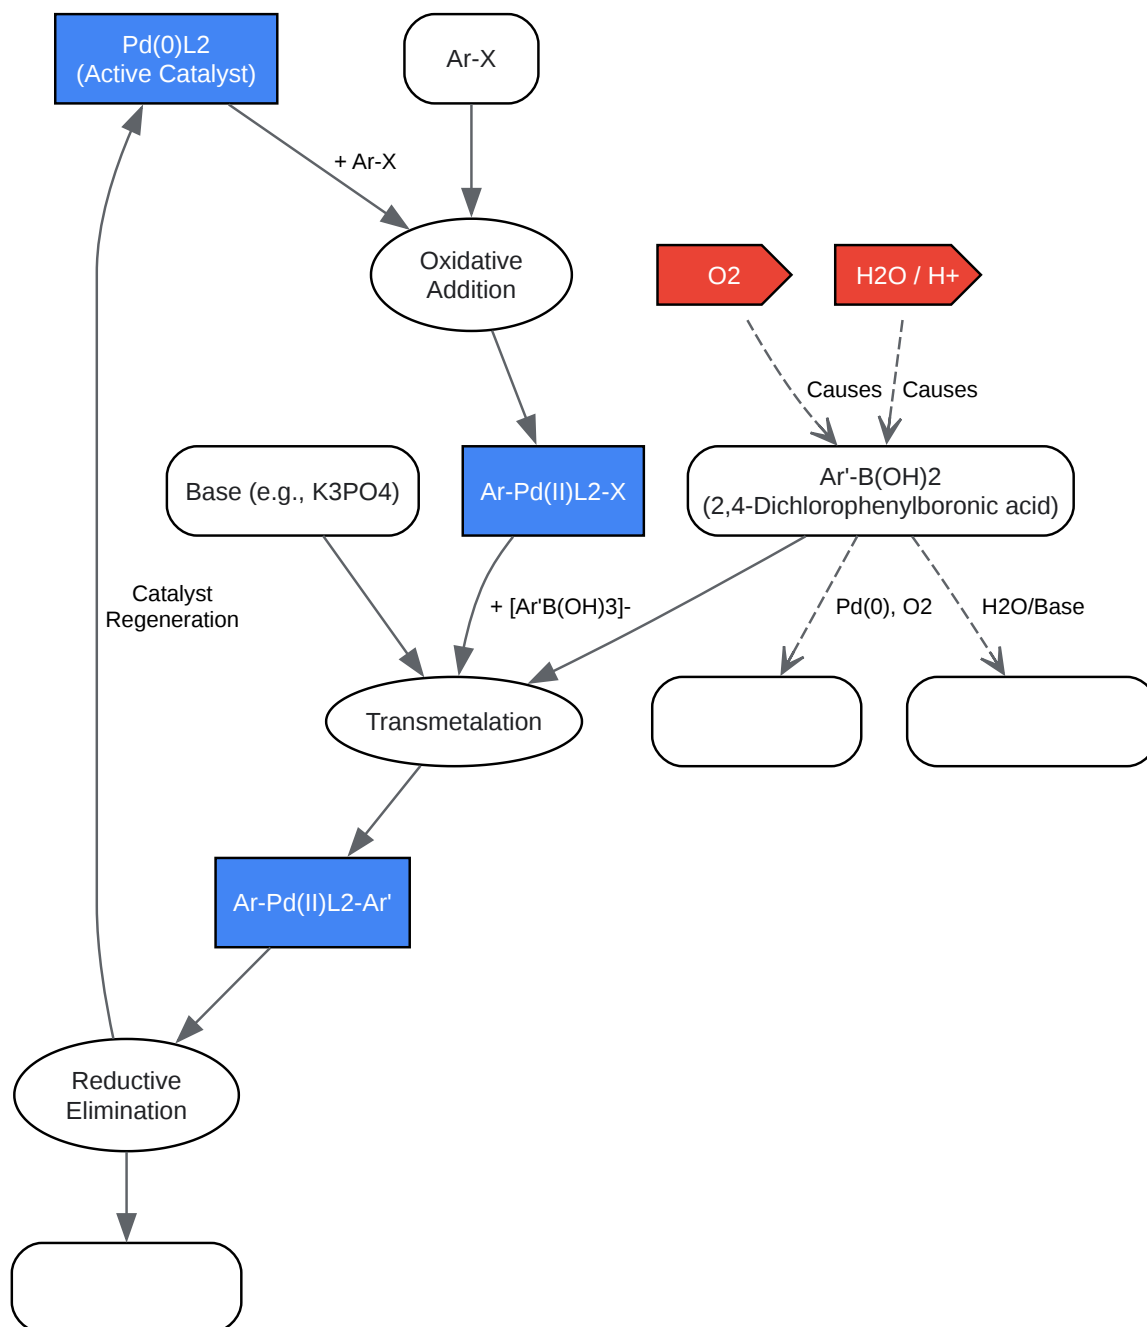 Pd(0)L2
(Active Catalyst)
Ar-X
+ Ar-X
Oxidative
Addition
O2
H2O / H+
Causes
Causes
Base (e.g., K3PO4)
Ar-Pd(II)L2-X
Ar'-B(OH)2
(2,4-Dichlorophenylboronic acid)
Catalyst
Regeneration
+ [Ar'B(OH)3]-
Pd(0), O2
H2O/Base
Transmetalation
Ar-Pd(II)L2-Ar'
Reductive
Elimination